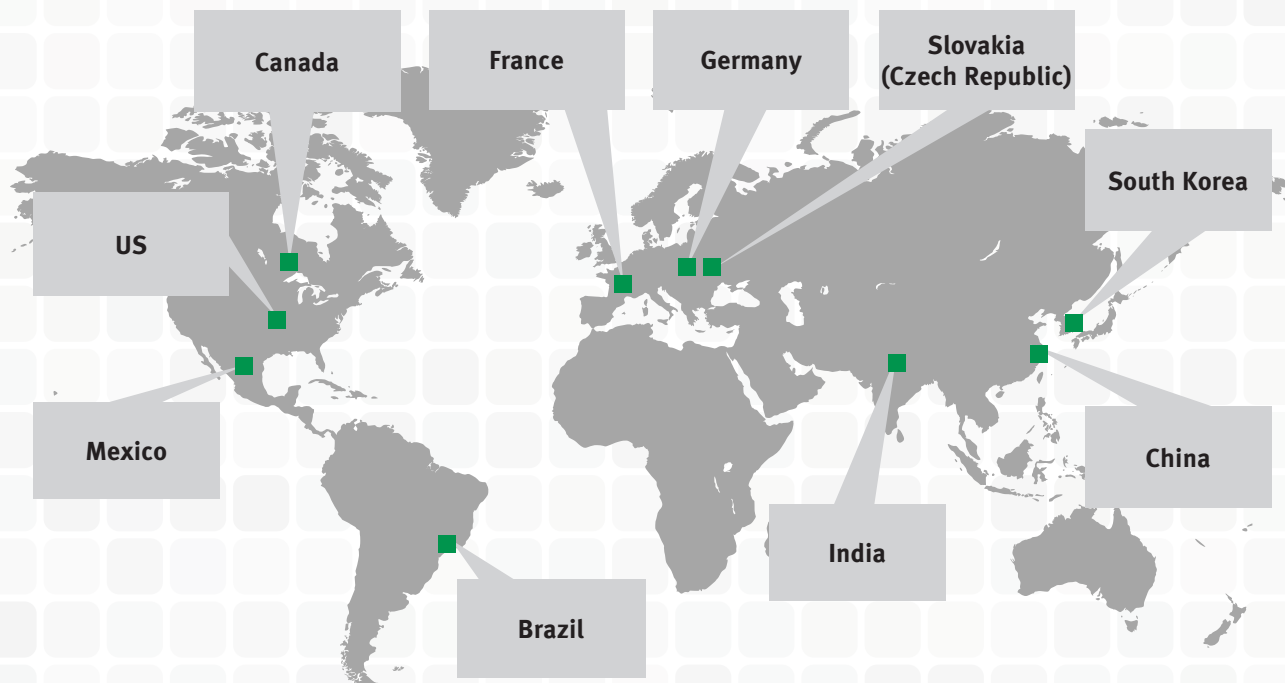 Canada
France
Germany
Slovakia
(Czech Republic)
South Korea
US
Mexico
China
India
Brazil